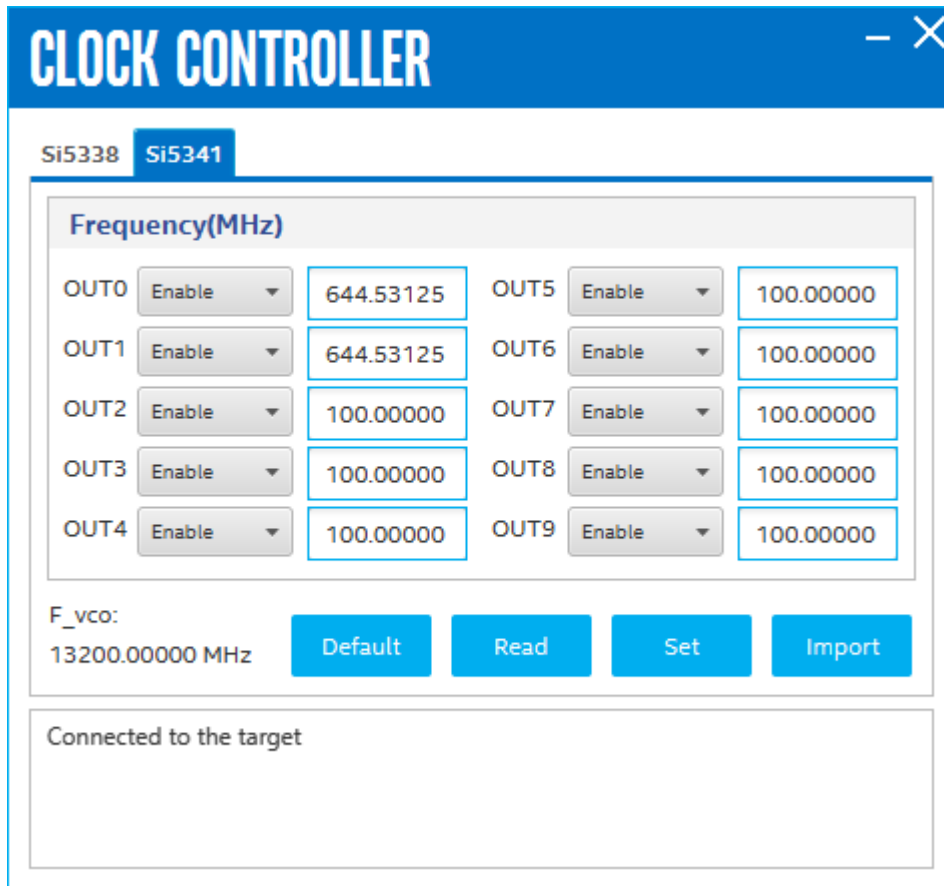 CLOCK CONTROLLER
Si5338 Si5341
Frequency(MHz)
OUT0 Enable 644.53125 OUT5 Enable 100.00000
OUT1 Enable 644.53125 OUT6 Enable 100.00000
OUT2 Enable 100.00000 OUT7 Enable 100.00000
OUT3 Enable 100.00000 OUT8 Enable 100.00000
OUT4 Enable 100.00000 OUT9 Enable 100.00000
F_vco:
13200.00000 MHz Default Read Set Import
Connected to the target